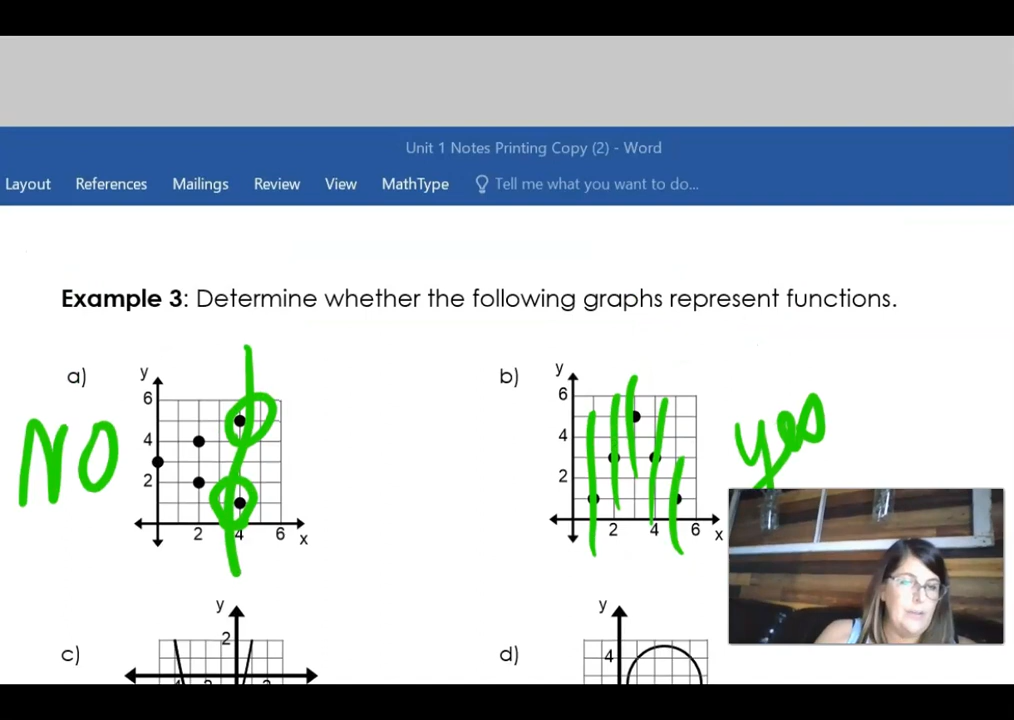 Unit 1 Notes Printing Copy (2) - Word
Layout References Mailings Review View MathType Tell me what you want to do...
Example 3: Determine whether the following graphs represent functions.
a)
y
6
4
2
2
4
6
x
NO
b)
y
6
4
2
2
4
6
x
yes
c)
y
2
d)
y
4